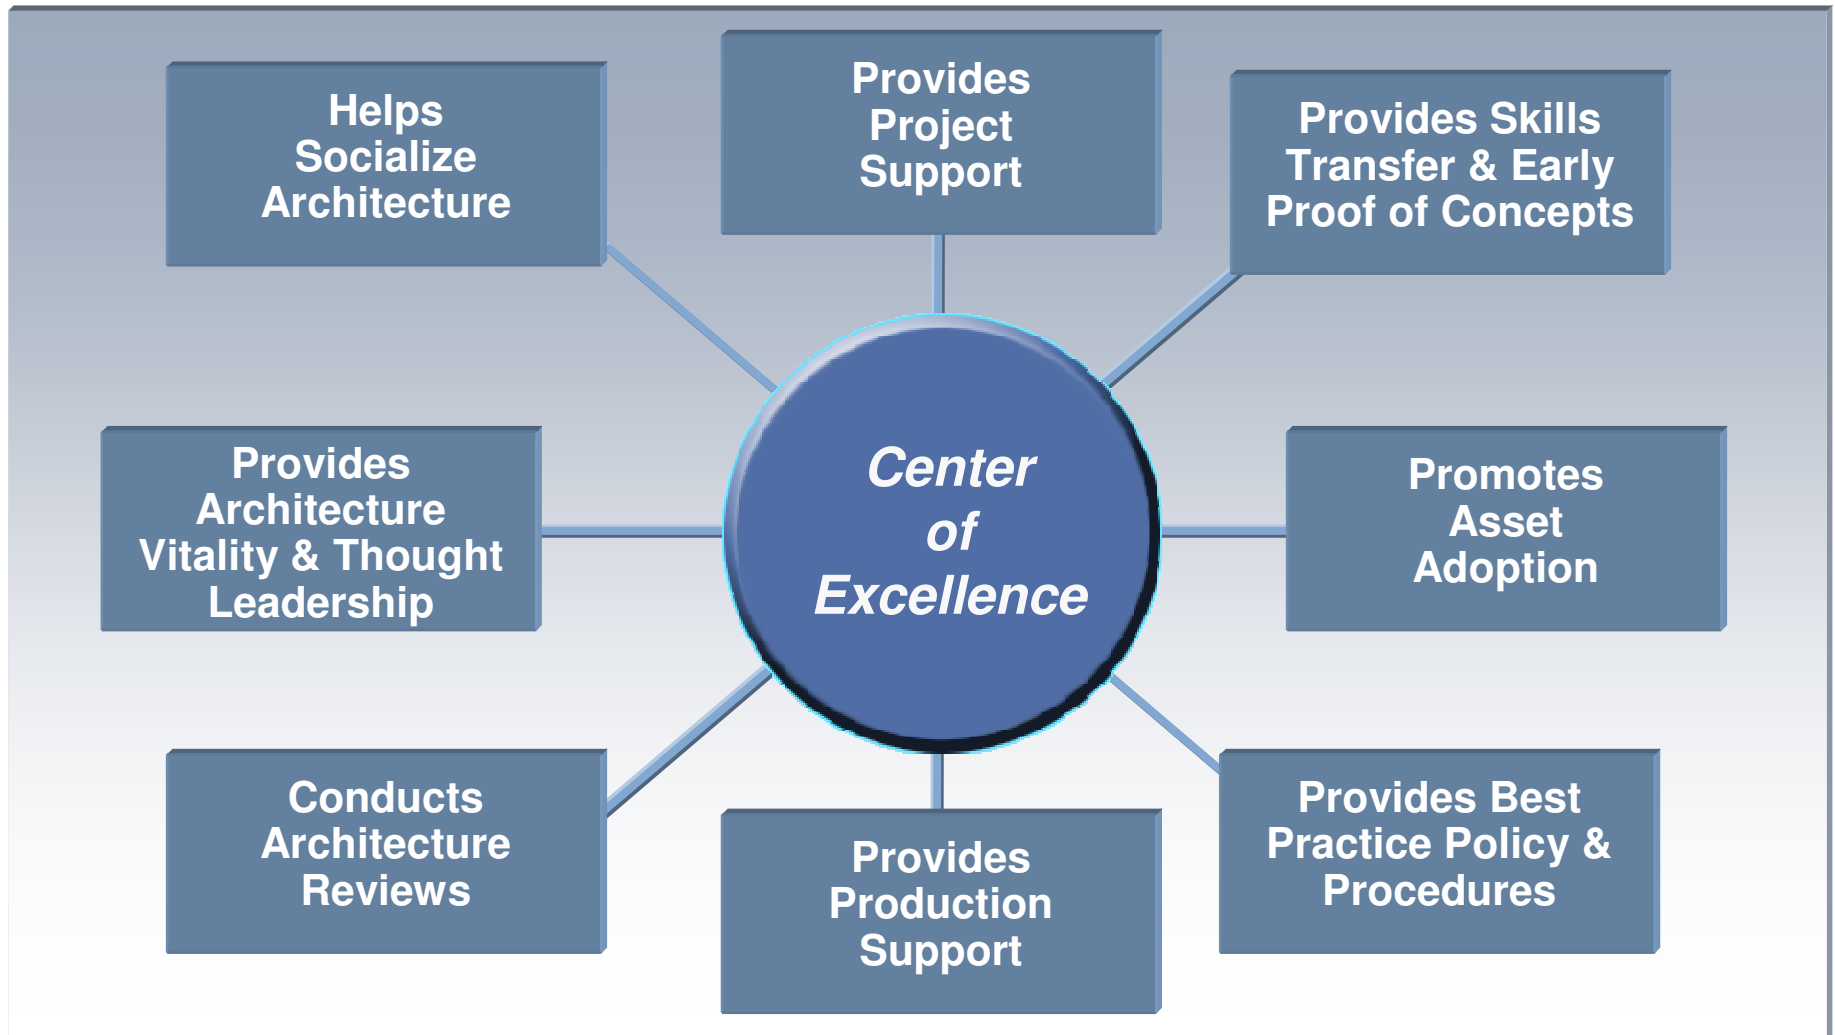 Helps
Socialize
Architecture
Provides
Project
Support
Provides Skills
Transfer & Early
Proof of Concepts
Provides
Architecture
Vitality & Thought
Leadership
Center
of
Excellence
Promotes
Asset
Adoption
Conducts
Architecture
Reviews
Provides
Production
Support
Provides Best
Practice Policy &
Procedures